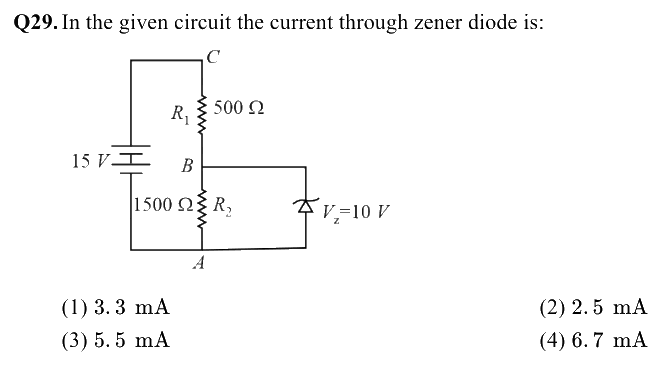 Q29. In the given circuit the current through zener diode is:
C
R₁ 500 Ω
15 V
B
1500 Ω R₂
V_z=10 V
A
(1) 3.3 mA
(2) 2.5 mA
(3) 5.5 mA
(4) 6.7 mA